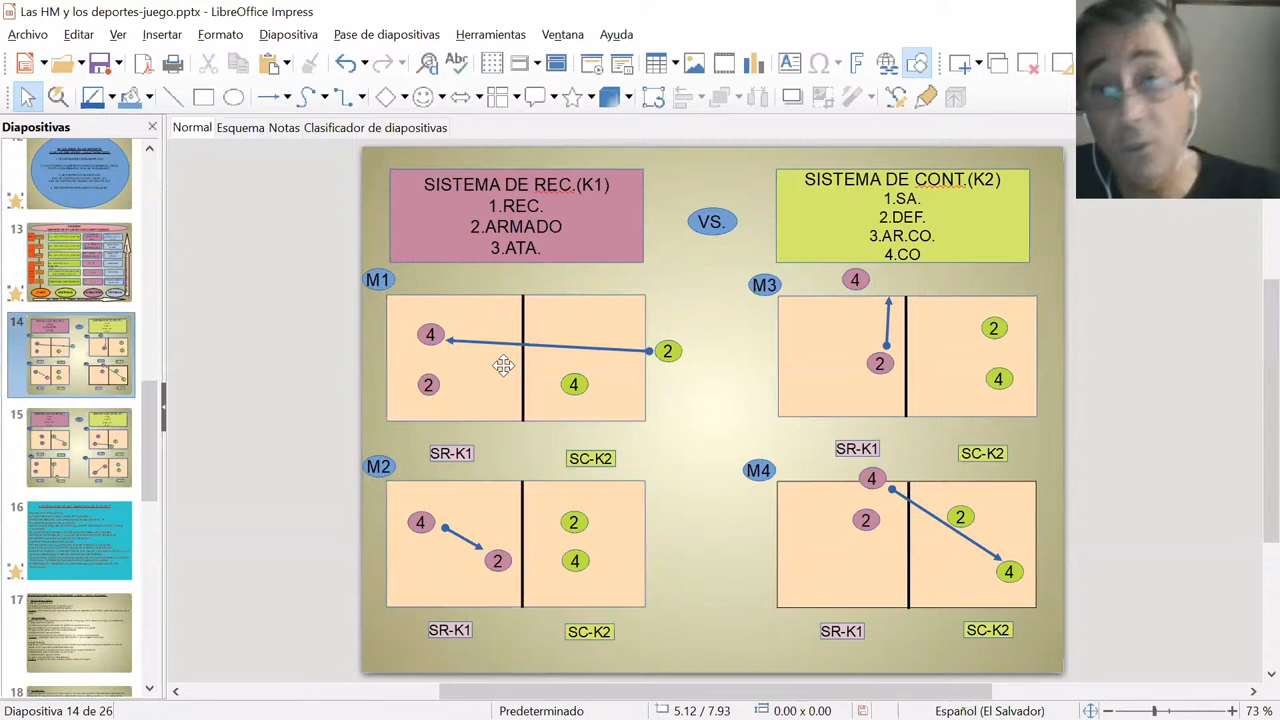 Las HM y los deportes-juego.pptx - LibreOffice Impress
Archivo Editar Ver Insertar Formato Diapositiva Pase de diapositivas Herramientas Ventana Ayuda
Diapositivas
Normal Esquema Notas Clasificador de diapositivas
13
14
15
16
17
18
SISTEMA DE REC.(K1)
1.REC.
2.ARMADO
3.ATA
VS.
SISTEMA DE CONT.(K2)
1.SA.
2.DEF.
3.AR.CO.
4.CO
M1
4
2
2
4
SR-K1
SC-K2
M3
4
2
2
4
SR-K1
SC-K2
M2
4
2
2
4
SR-K1
SC-K2
M4
4
2
2
4
SR-K1
SC-K2
Diapositiva 14 de 26
Predeterminado
5.12 / 7.93
0.00 x 0.00
Español (El Salvador)
73 %